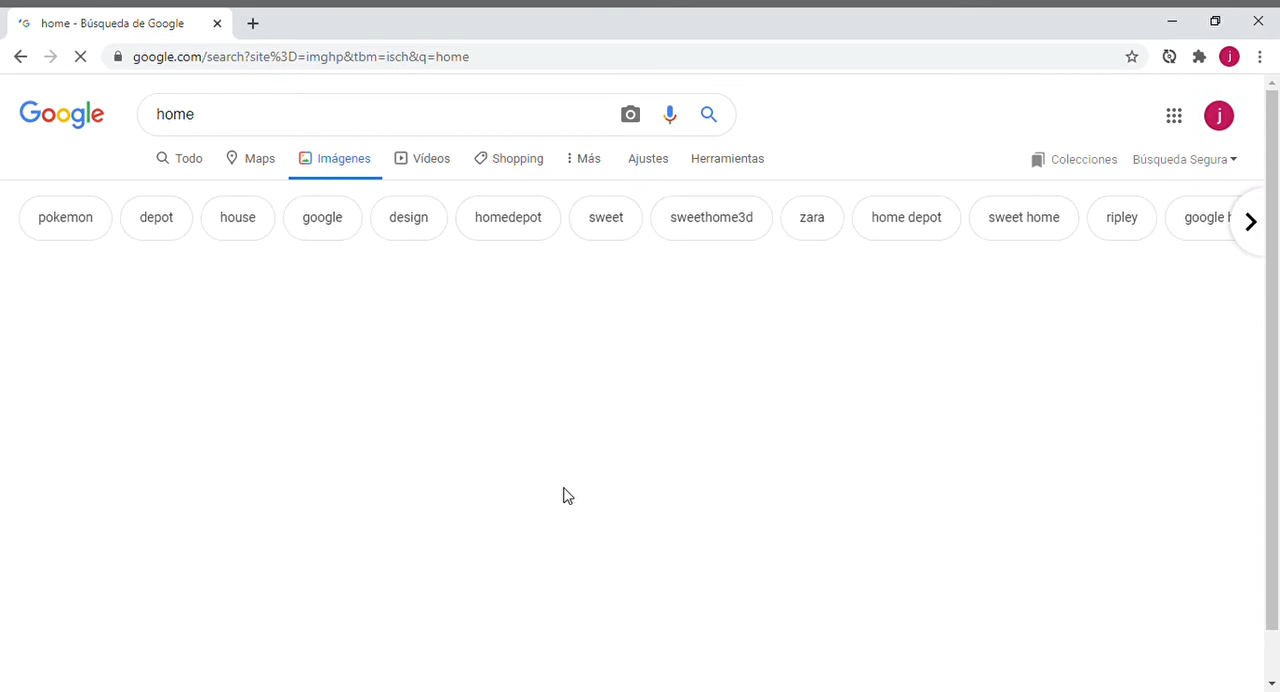 home - Búsqueda de Google
google.com/search?site%3D=imghp&tbm=isch&q=home
j
Google home j
Todo Maps Imágenes Vídeos Shopping Más Ajustes Herramientas Colecciones Búsqueda Segura
pokemon depot house google design homedepot sweet sweethome3d zara home depot sweet home ripley google